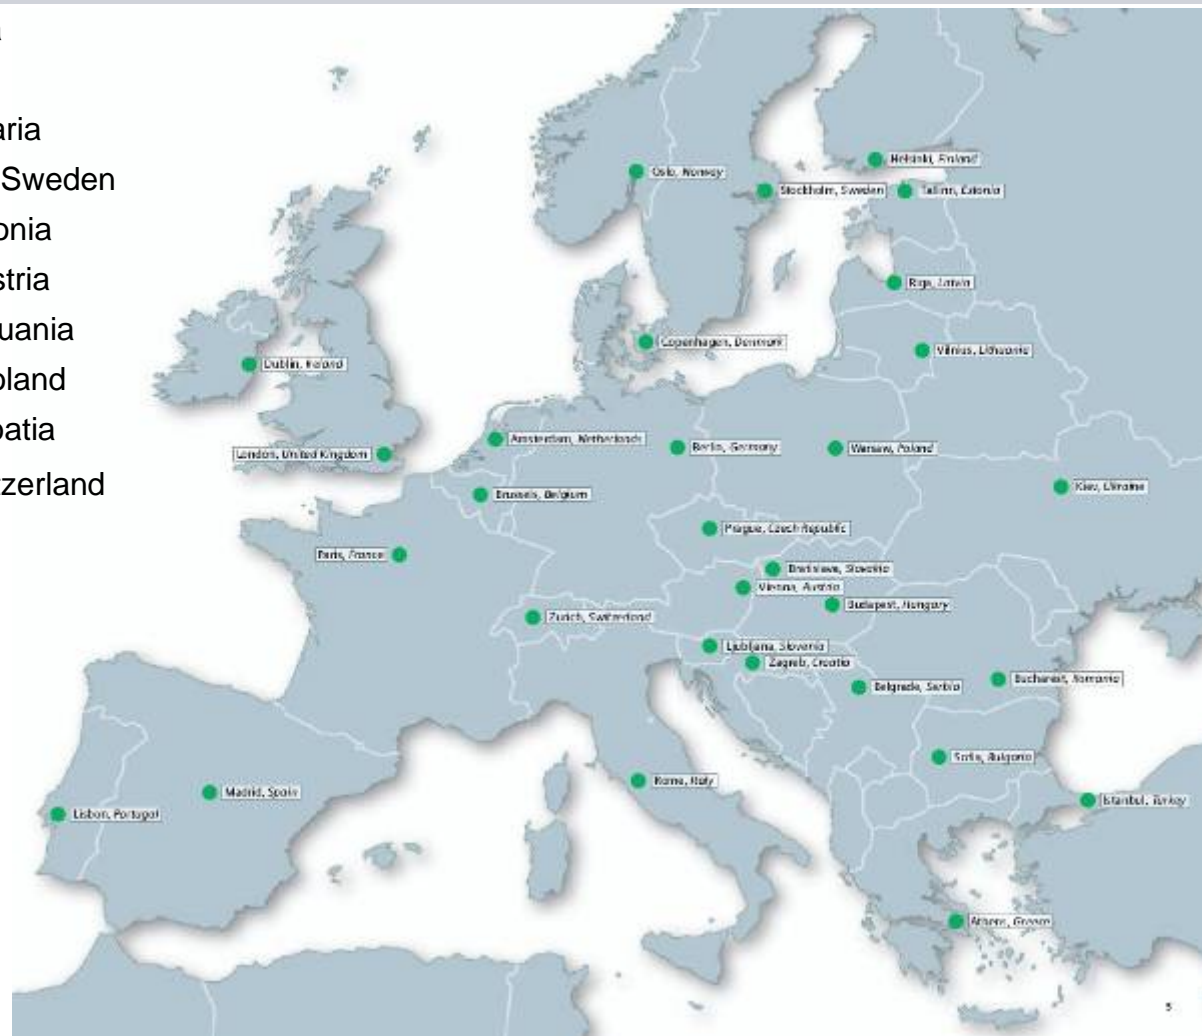 aria
Sweden
onia
stria
uania
oland
oatia
tzerland
Helsinki, Finland
Oslo, Norway
Stockholm, Sweden
Tallinn, Estonia
Riga, Latvia
Copenhagen, Denmark
Vilnius, Lithuania
Dublin, Ireland
Amsterdam, Netherlands
Berlin, Germany
Warsaw, Poland
London, United Kingdom
Kiev, Ukraine
Brussels, Belgium
Prague, Czech Republic
Paris, France
Bratislava, Slovakia
Vienna, Austria
Budapest, Hungary
Zurich, Switzerland
Ljubljana, Slovenia
Zagreb, Croatia
Bucharest, Romania
Belgrade, Serbia
Sofia, Bulgaria
Rome, Italy
Madrid, Spain
Istanbul, Turkey
Lisbon, Portugal
Athens, Greece
5